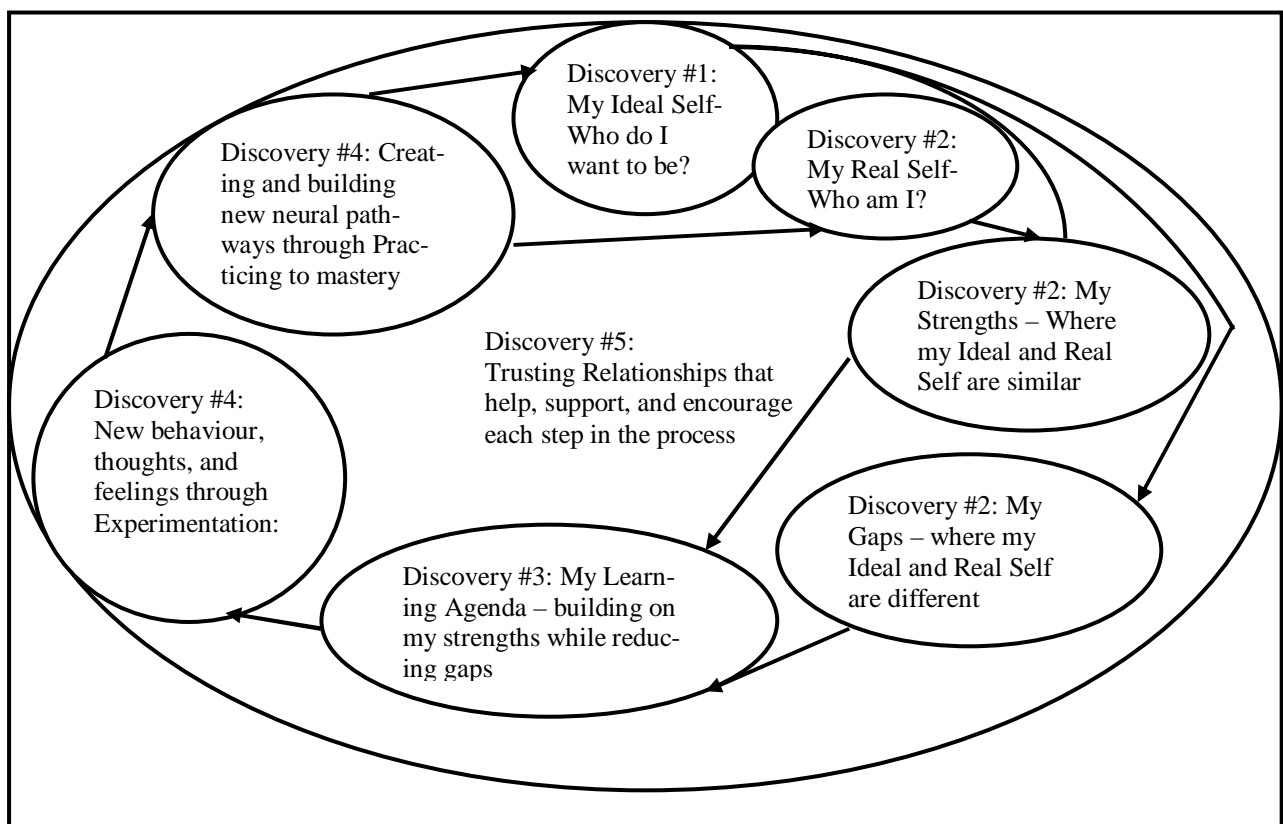 Discovery #1:
My Ideal Self-
Who do I
want to be?
Discovery #2:
My Real Self-
Who am I?
Discovery #2: My
Strengths – Where
my Ideal and Real
Self are similar
Discovery #2: My
Gaps – where my
Ideal and Real Self
are different
Discovery #3: My Learn-
ing Agenda – building on
my strengths while reduc-
ing gaps
Discovery #4:
New behaviour,
thoughts, and
feelings through
Experimentation:
Discovery #4: Creat-
ing and building
new neural path-
ways through Prac-
ticing to mastery
Discovery #5:
Trusting Relationships that
help, support, and encourage
each step in the process